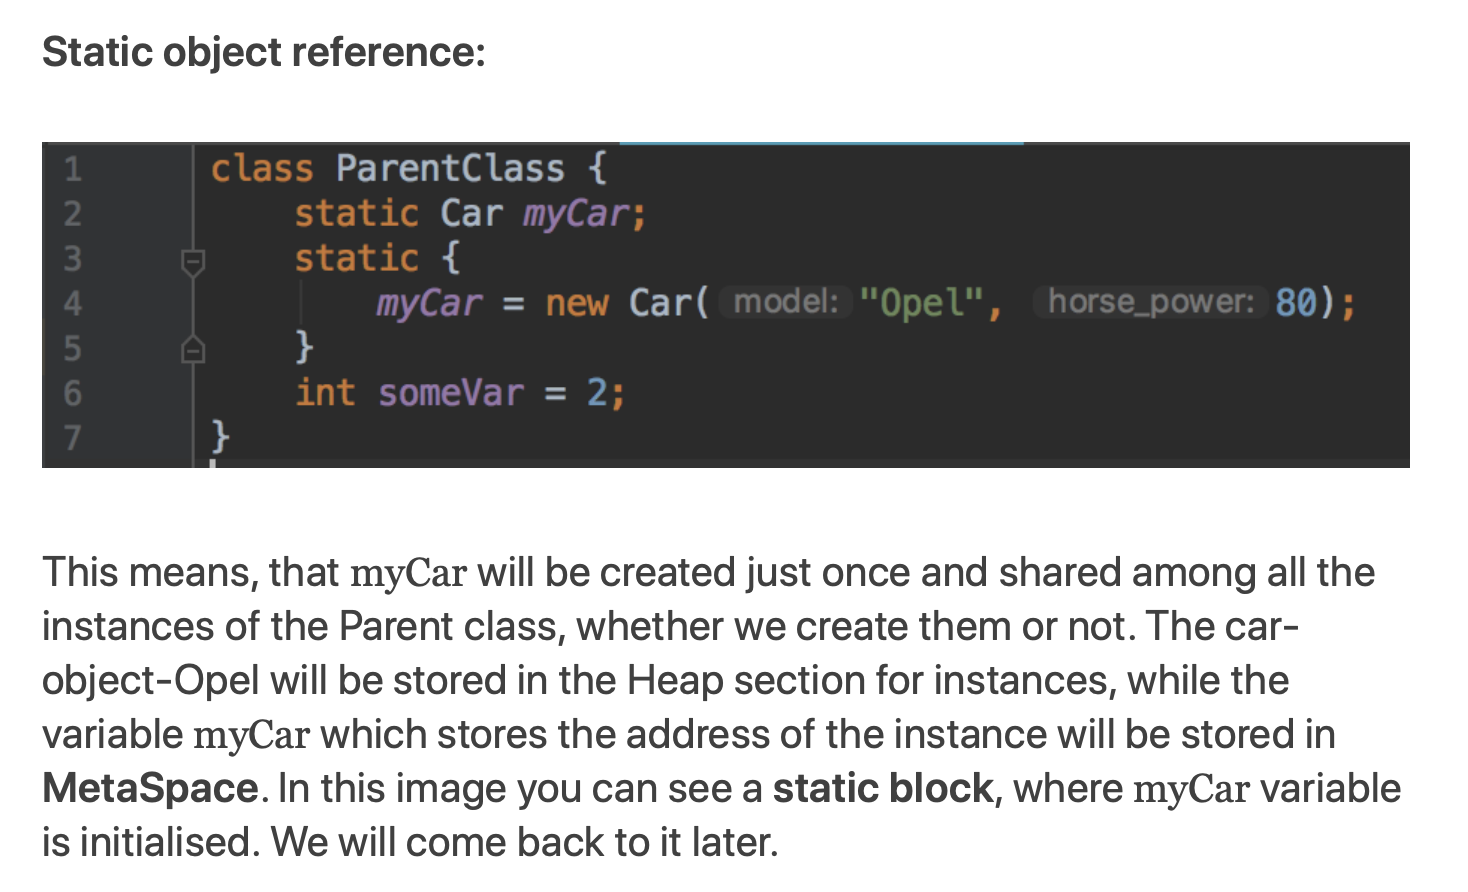 Static object reference:
1 class ParentClass {
2 static Car myCar;
3 static {
4 myCar = new Car( model: "Opel", horse_power: 80);
5 }
6 int someVar = 2;
7 }
This means, that myCar will be created just once and shared among all the
instances of the Parent class, whether we create them or not. The car-
object-Opel will be stored in the Heap section for instances, while the
variable myCar which stores the address of the instance will be stored in
MetaSpace. In this image you can see a static block, where myCar variable
is initialised. We will come back to it later.